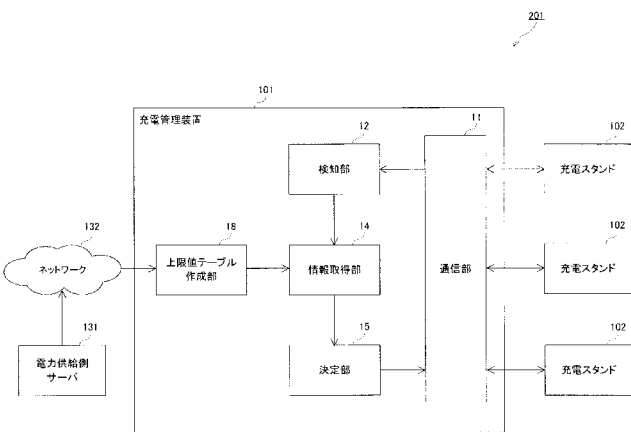 201
101
充電管理装置
12
検知部
11
通信部
102
充電スタンド
132
ネットワーク
18
上限値テーブル
作成部
14
情報取得部
102
充電スタンド
131
電力供給側
サーバ
15
決定部
102
充電スタンド